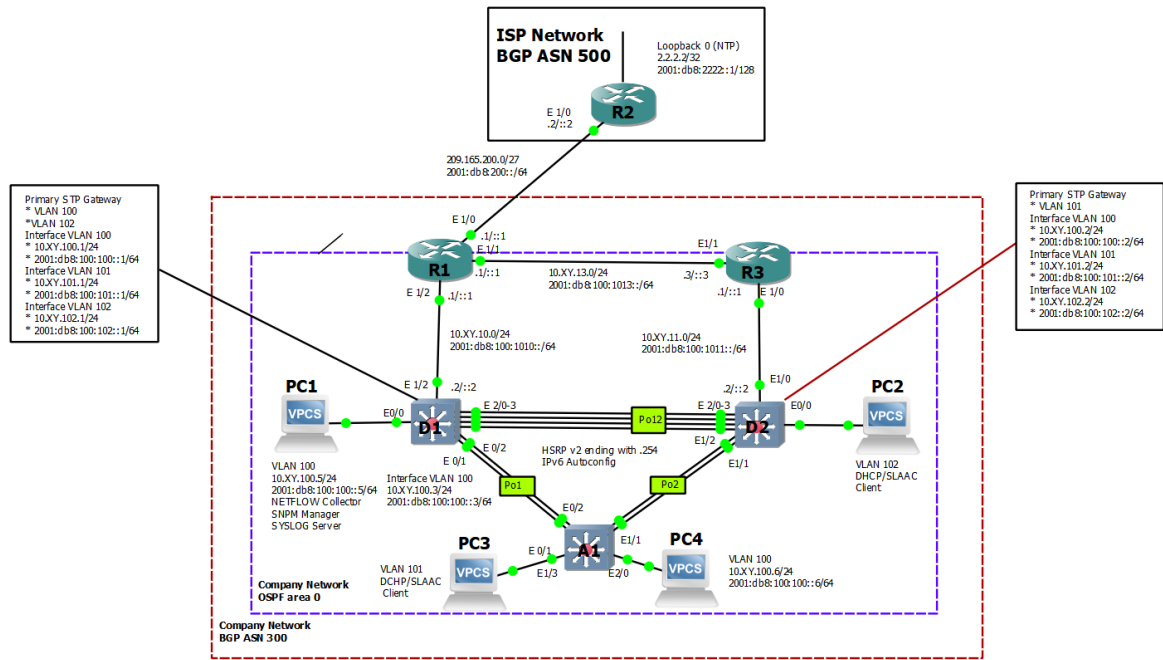 ISP Network
BGP ASN 500
Loopback 0 (NTP)
2.2.2.2/32
2001:db8:2222::1/128
R2
E 1/0
.2/::2
209.165.200.0/27
2001:db8:200::/64
Primary STP Gateway
* VLAN 100
*VLAN 102
Interface VLAN 100
* 10.XY.100.1/24
* 2001:db8:100:100::1/64
Interface VLAN 101
* 10.XY.101.1/24
* 2001:db8:100:101::1/64
Interface VLAN 102
* 10.XY.102.1/24
* 2001:db8:100:102::1/64
Primary STP Gateway
* VLAN 101
Interface VLAN 100
* 10.XY.100.2/24
* 2001:db8:100:100::2/64
Interface VLAN 101
* 10.XY.101.2/24
* 2001:db8:100:101::2/64
Interface VLAN 102
* 10.XY.102.2/24
* 2001:db8:100:102::2/64
E 1/0
.1/::1
E 1/1
R1
.1/::1
E 1/2
.1/::1
10.XY.13.0/24
2001:db8:100:1013::/64
E1/1
.3/::3
R3
.1/::1
E 1/0
10.XY.10.0/24
2001:db8:100:1010::/64
10.XY.11.0/24
2001:db8:100:1011::/64
E 1/2
.2/::2
E1/0
.2/::2
PC1
VPCS
E0/0
D1
E 2/0-3
Po12
E 2/0-3
D2
E0/0
PC2
VPCS
E 0/2
E 0/1
E1/2
E1/1
HSRP v2 ending with .254
IPv6 Autoconfig
VLAN 100
10.XY.100.5/24
2001:db8:100:100::5/64
NETFLOW Collector
SNPM Manager
SYSLOG Server
Interface VLAN 100
10.XY.100.3/24
2001:db8:100:100::3/64
Po1
Po2
VLAN 102
DHCP/SLAAC
Client
E0/2
E 0/1
A1
E1/1
E1/3
E2/0
PC3
VPCS
VLAN 101
DCHP/SLAAC
Client
PC4
VPCS
VLAN 100
10.XY.100.6/24
2001:db8:100:100::6/64
Company Network
OSPF area 0
Company Network
BGP ASN 300